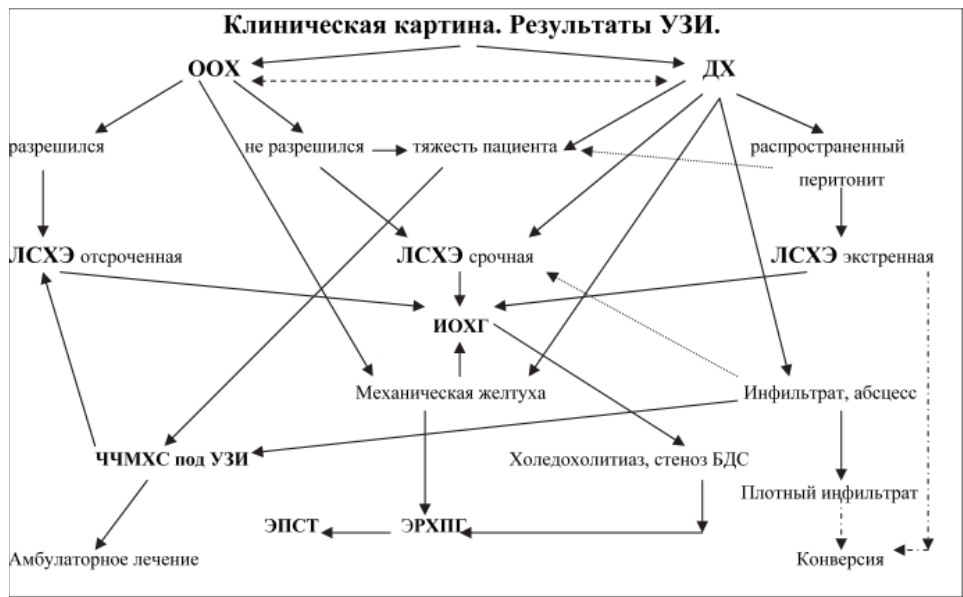 Клиническая картина. Результаты УЗИ.
ООХ ДХ
разрешился не разрешился тяжесть пациента распространенный
перитонит
ЛСХЭ отсроченная ЛСХЭ срочная ЛСХЭ экстренная
ИОХГ
Механическая желтуха Инфильтрат, абсцесс
ЧЧМХС под УЗИ Холедохолитиаз, стеноз БДС
Плотный инфильтрат
ЭПСТ ЭРХПГ
Амбулаторное лечение Конверсия